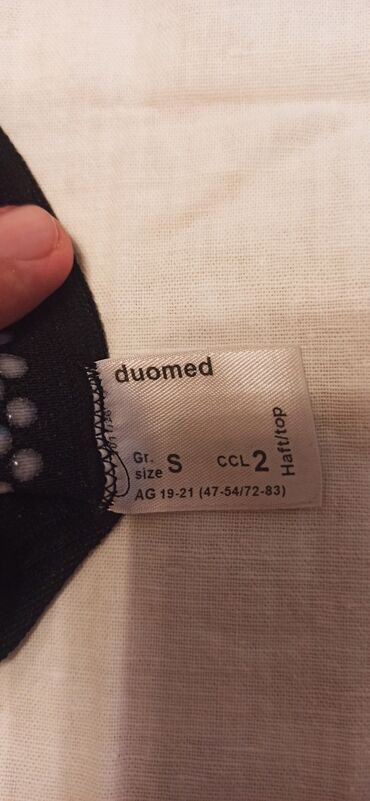 duomed
Gr.
size S CCL 2
Haft/top
AG 19-21 (47-54/72-83)